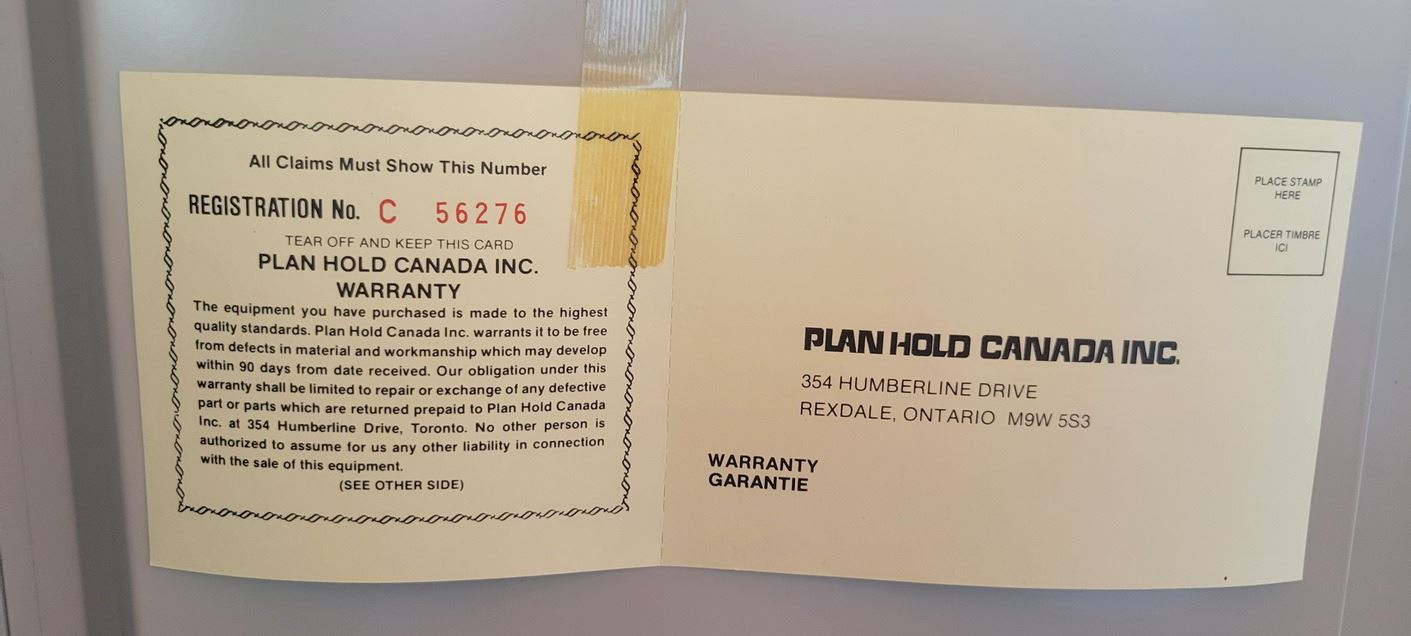 All Claims Must Show This Number
REGISTRATION No. C 56276
TEAR OFF AND KEEP THIS CARD
PLAN HOLD CANADA INC.
WARRANTY
The equipment you have purchased is made to the highest
quality standards. Plan Hold Canada Inc. warrants it to be free
from defects in material and workmanship which may develop
within 90 days from date received. Our obligation under this
warranty shall be limited to repair or exchange of any defective
part or parts which are returned prepaid to Plan Hold Canada
Inc. at 354 Humberline Drive, Toronto. No other person is
authorized to assume for us any other liability in connection
with the sale of this equipment.
(SEE OTHER SIDE)
PLACE STAMP
HERE
PLACER TIMBRE
ICI
PLAN HOLD CANADA INC.
354 HUMBERLINE DRIVE
REXDALE, ONTARIO M9W 5S3
WARRANTY
GARANTIE